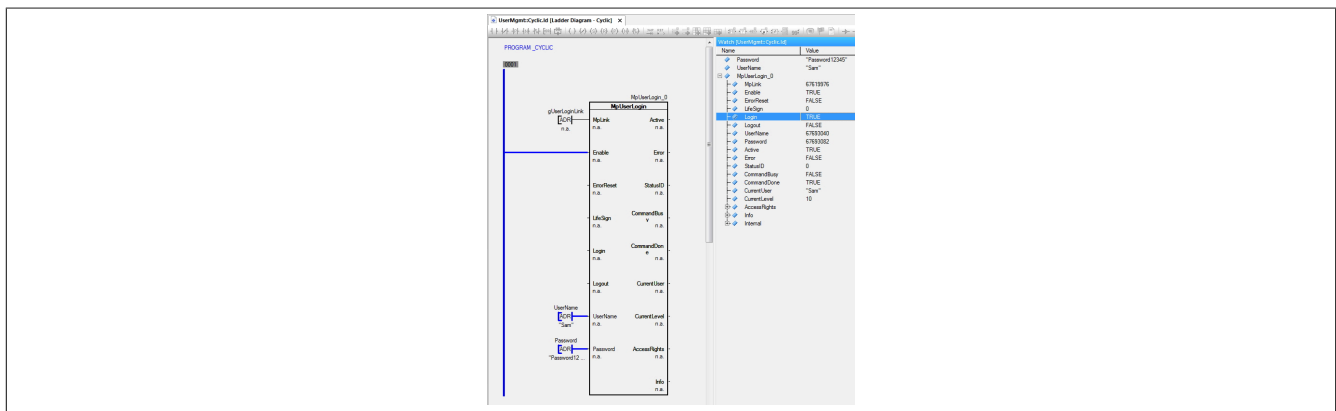 UserMgmt::Cyclic.ld [Ladder Diagram - Cyclic] ×
PROGRAM _CYCLIC
0001
MpUserLogin_0
MpUserLogin
gUserLoginLink
ADR MpLink Active
n.a. n.a. n.a.
Enable Error
n.a. n.a.
ErrorReset StatusID
n.a. n.a.
LifeSign CommandBus
y
n.a. n.a.
Login CommandDon
e
n.a. n.a.
Logout CurrentUser
n.a. n.a.
UserName
ADR UserName CurrentLevel
"Sam" n.a. n.a.
Password
ADR Password AccessRights
"Password12 ... n.a. n.a.
Info
n.a.
Watch [UserMgmt::Cyclic.ld]
Name Value
Password "Password12345"
UserName "Sam"
MpUserLogin_0
MpLink 67619976
Enable TRUE
ErrorReset FALSE
LifeSign 0
Login TRUE
Logout FALSE
UserName 67693040
Password 67693082
Active TRUE
Error FALSE
StatusID 0
CommandBusy FALSE
CommandDone TRUE
CurrentUser "Sam"
CurrentLevel 10
AccessRights
Info
Internal